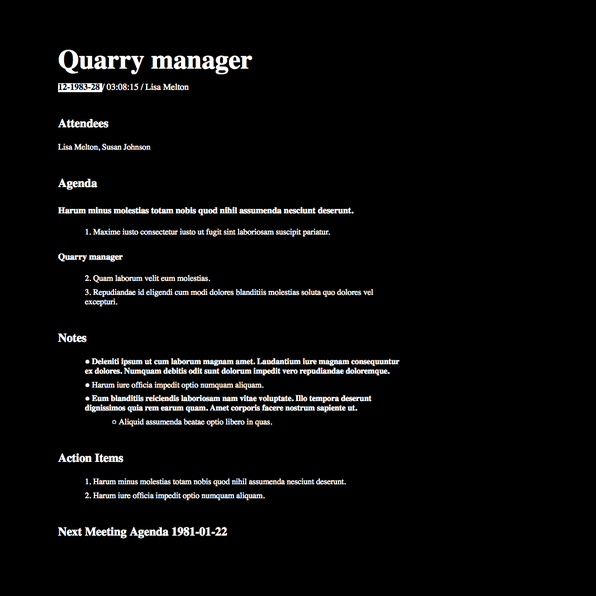 Quarry manager
12-1983-28 / 03:08:15 / Lisa Melton
Attendees
Lisa Melton, Susan Johnson
Agenda
Harum minus molestias totam nobis quod nihil assumenda nesciunt deserunt.
1. Maxime iusto consectetur iusto ut fugit sint laboriosam suscipit pariatur.
Quarry manager
2. Quam laborum velit eum molestias.
3. Repudiandae id eligendi cum modi dolores blanditiis molestias soluta quo dolores vel
excepturi.
Notes
● Deleniti ipsum ut cum laborum magnam amet. Laudantium iure magnam consequuntur
ex dolores. Numquam debitis odit sunt dolorum impedit vero repudiandae doloremque.
● Harum iure officia impedit optio numquam aliquam.
● Eum blanditiis reiciendis laboriosam nam vitae voluptate. Illo tempora deserunt
dignissimos quia rem earum quam. Amet corporis facere nostrum sapiente ut.
○ Aliquid assumenda beatae optio libero in quas.
Action Items
1. Harum minus molestias totam nobis quod nihil assumenda nesciunt deserunt.
2. Harum iure officia impedit optio numquam aliquam.
Next Meeting Agenda 1981-01-22